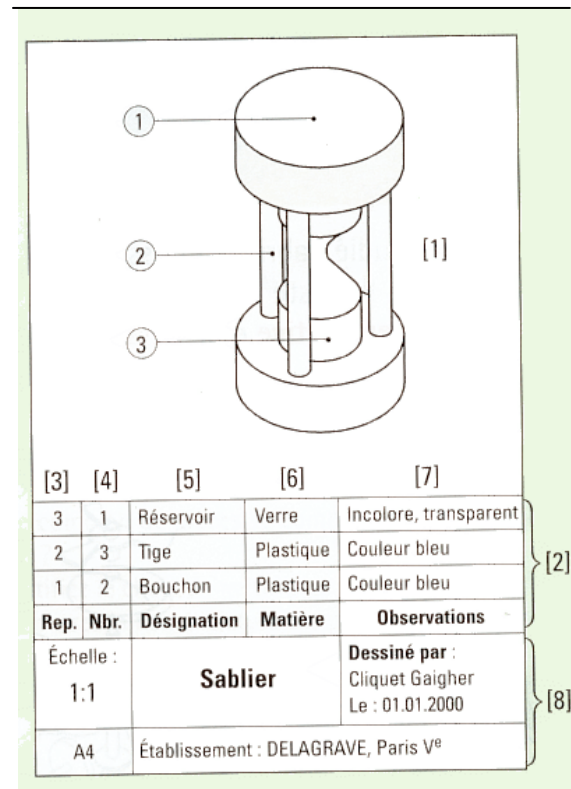 1
2
[1]
3
[3] [4] [5] [6] [7]
3 1 Réservoir Verre Incolore, transparent
2 3 Tige Plastique Couleur bleu
[2]
1 2 Bouchon Plastique Couleur bleu
Rep. Nbr. Désignation Matière Observations
Échelle :
1:1
Sablier
Dessiné par :
Cliquet Gaigher
Le : 01.01.2000
[8]
A4 Établissement : DELAGRAVE, Paris Vᵉ